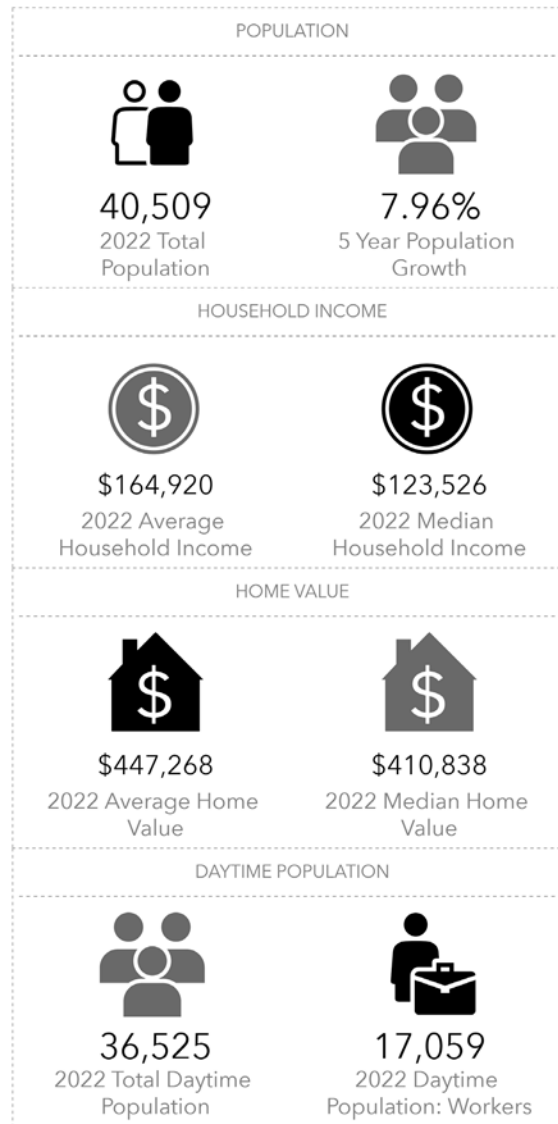 POPULATION
40,509
2022 Total
Population
7.96%
5 Year Population
Growth
HOUSEHOLD INCOME
$
$164,920
2022 Average
Household Income
$
$123,526
2022 Median
Household Income
HOME VALUE
$
$447,268
2022 Average Home
Value
$
$410,838
2022 Median Home
Value
DAYTIME POPULATION
36,525
2022 Total Daytime
Population
17,059
2022 Daytime
Population: Workers